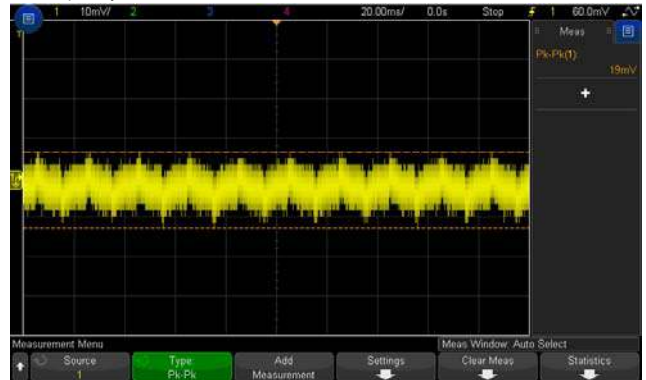 1 10mV/ 2 3 4 20.00ms/ 0.0s Stop 1 60.0mV
Meas
Pk-Pk(1):
19mV
+
Measurement Menu
Meas Window: Auto Select
Source
1
Type:
Pk-Pk
Add
Measurement
Settings
Clear Meas
Statistics